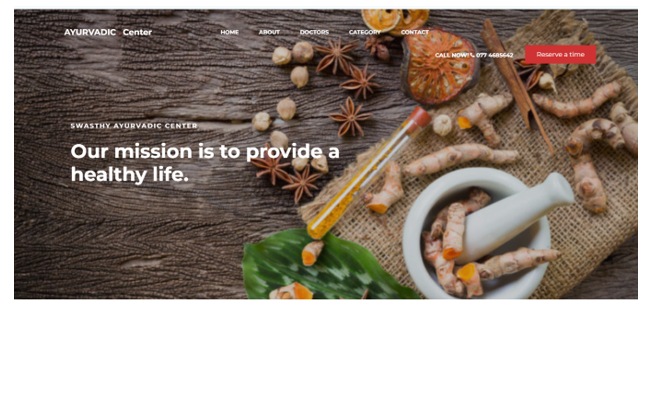 AYURVADIC Center
HOME ABOUT DOCTORS CATEGORY CONTACT
CALL NOW! 077 4685642
Reserve a time
SWASTHY AYURVADIC CENTER
Our mission is to provide a
healthy life.